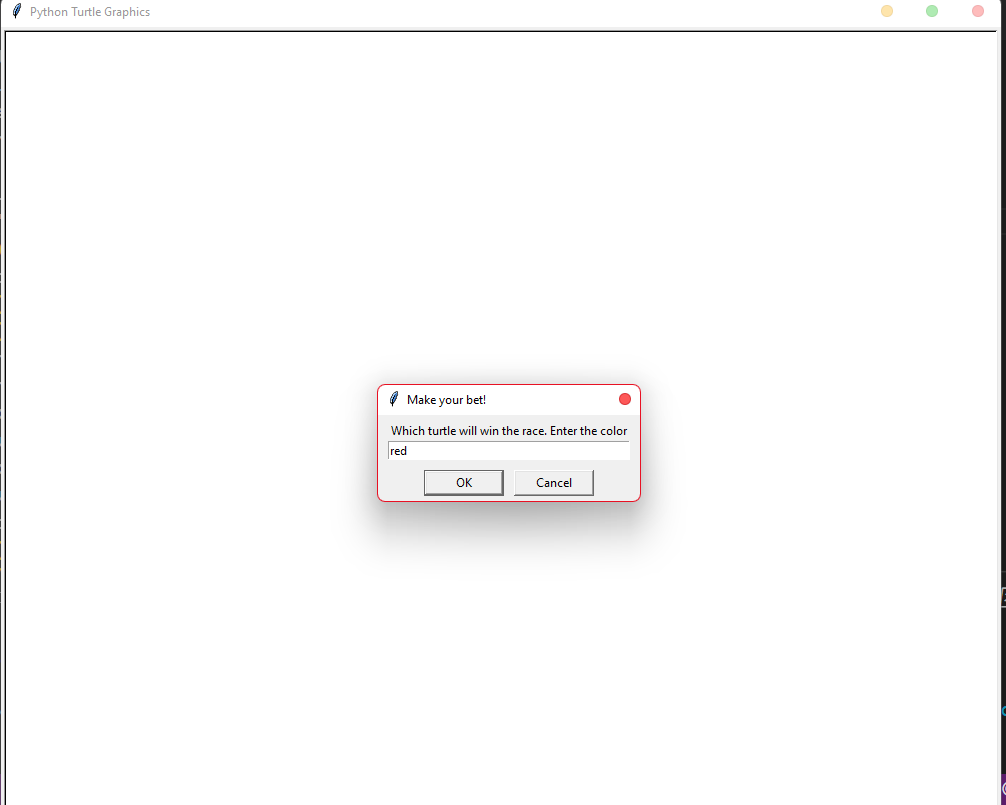 Python Turtle Graphics
Make your bet!
Which turtle will win the race. Enter the color
red
OK
Cancel